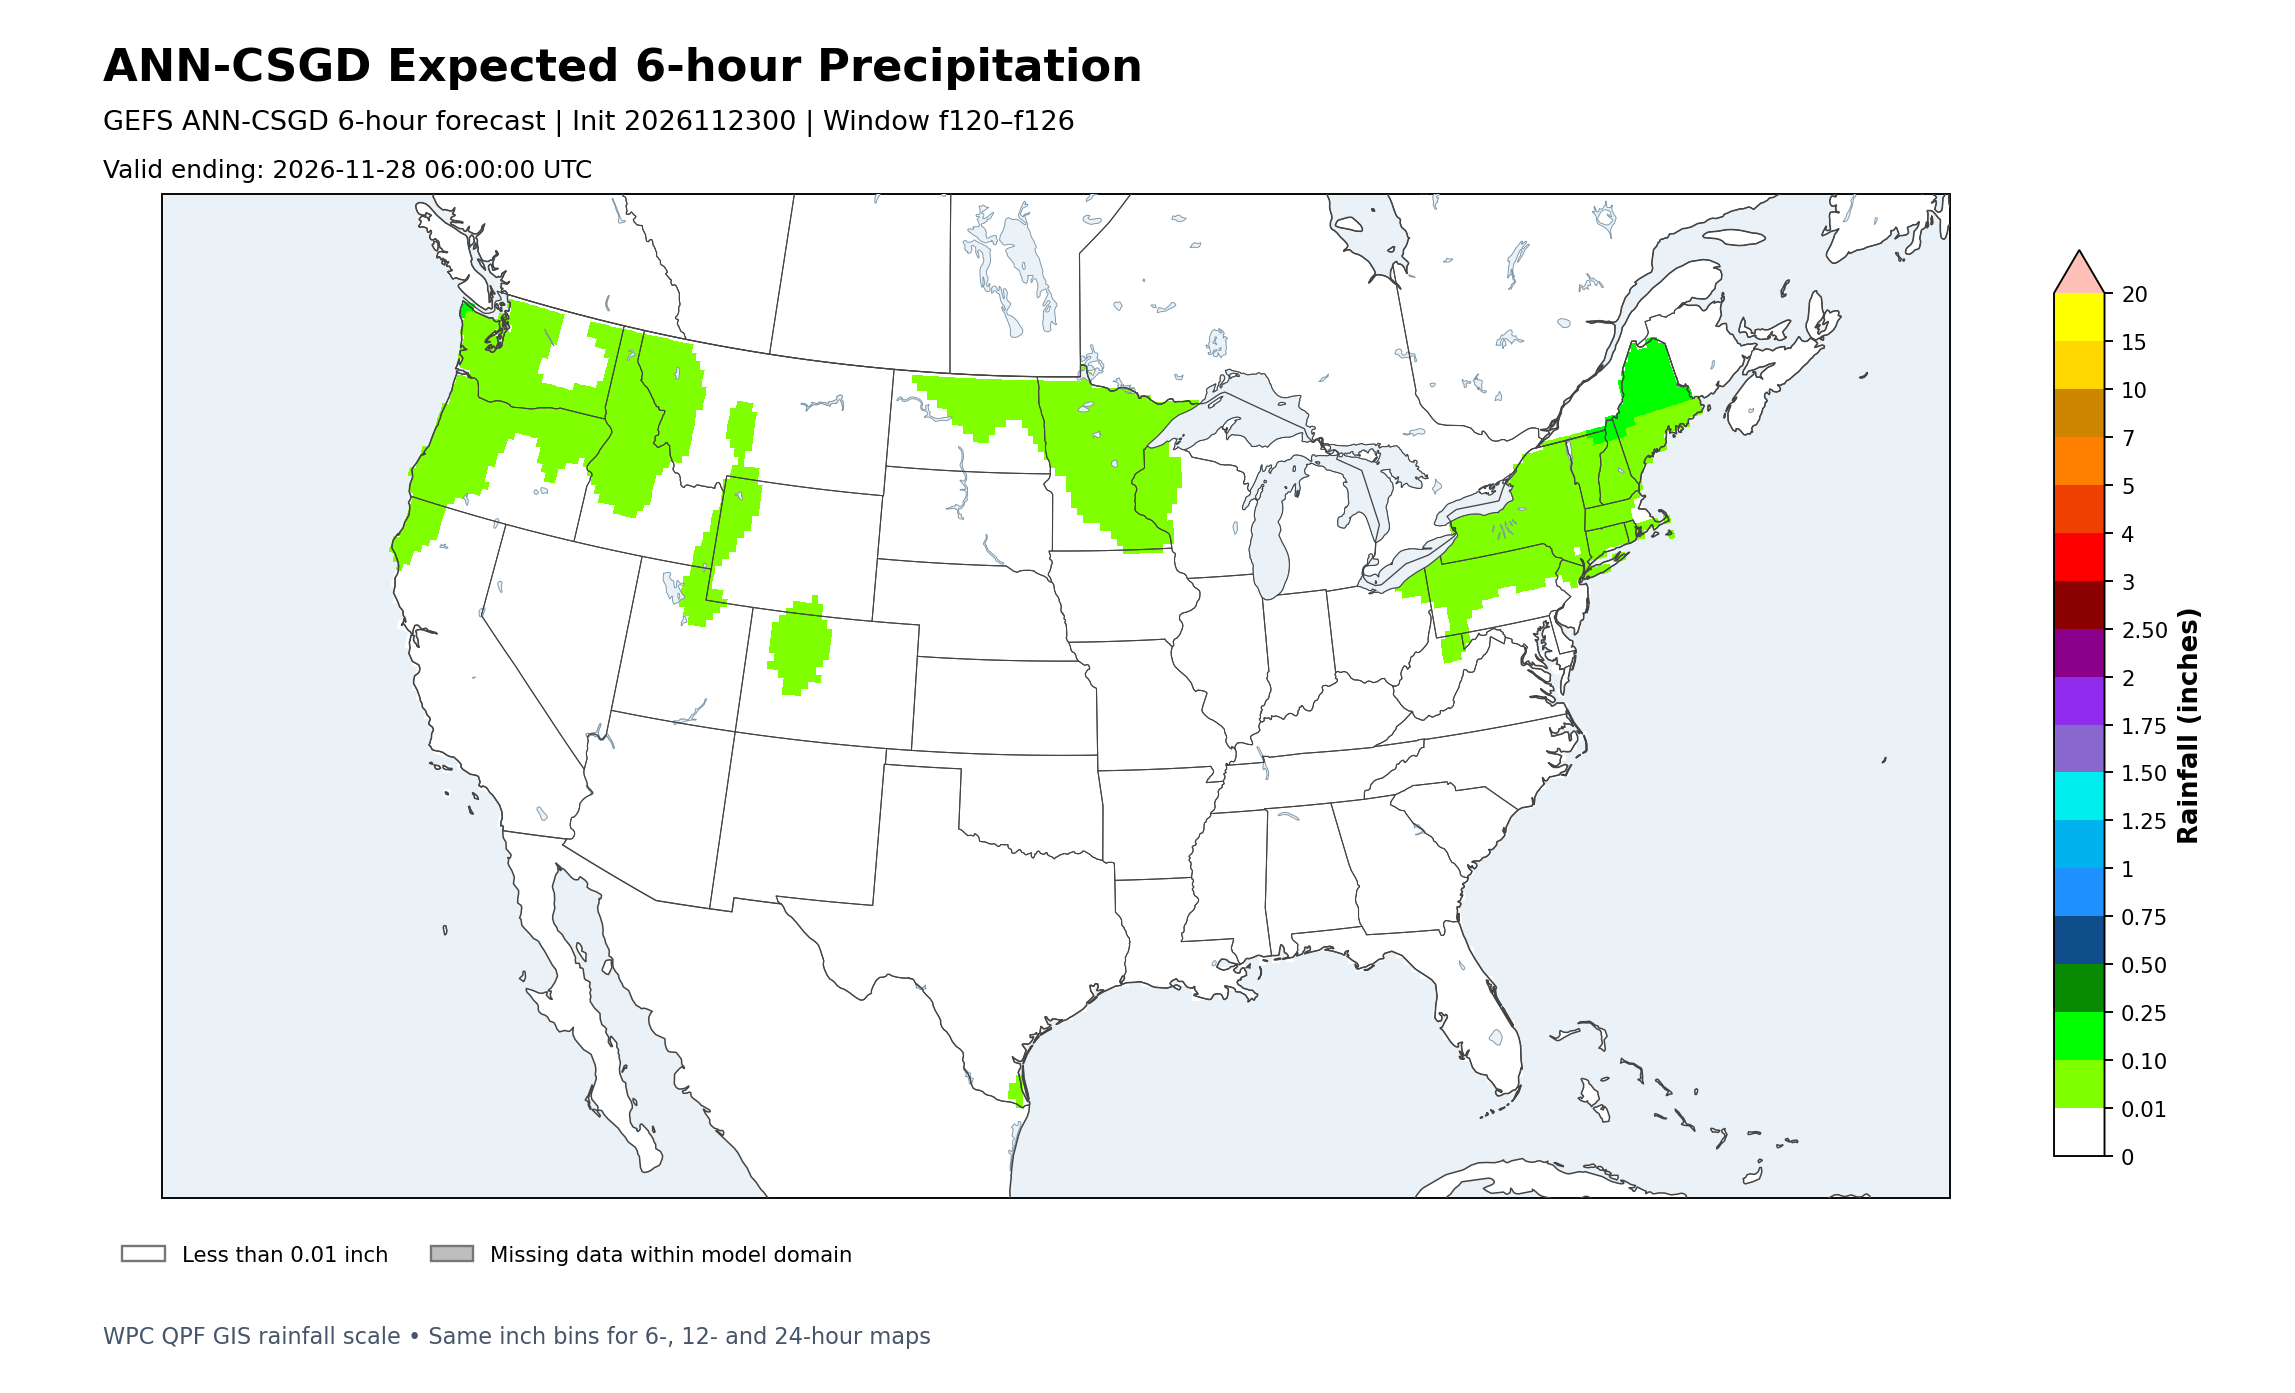 ANN-CSGD Expected 6-hour Precipitation
GEFS ANN-CSGD 6-hour forecast | Init 2026112300 | Window f120–f126
Valid ending: 2026-11-28 06:00:00 UTC
20
15
10
7
5
4
3
2.50
2
1.75
1.50
1.25
1
0.75
0.50
0.25
0.10
0.01
0
Rainfall (inches)
Less than 0.01 inch
Missing data within model domain
WPC QPF GIS rainfall scale • Same inch bins for 6-, 12- and 24-hour maps